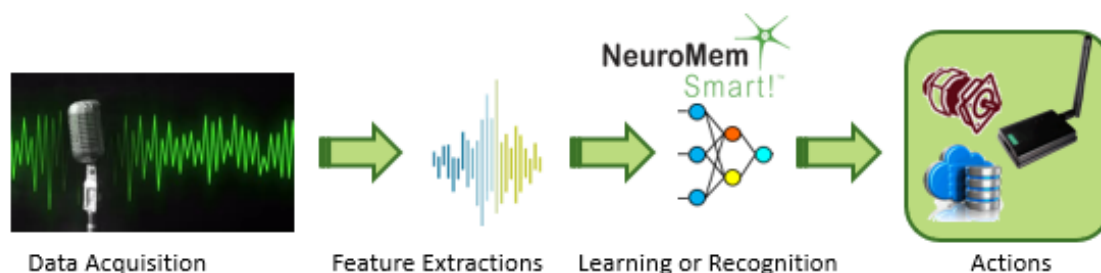 NeuroMem
Smart!™
Data Acquisition
Feature Extractions
Learning or Recognition
Actions